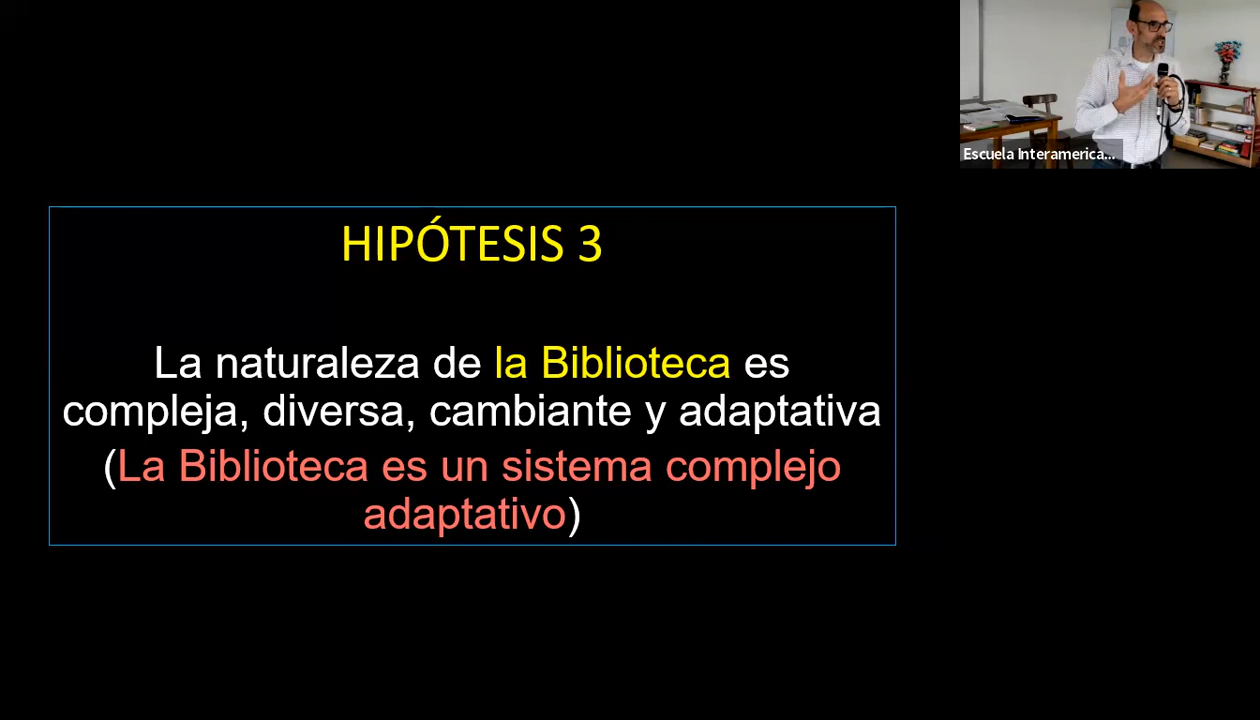 Escuela Interamerica...
HIPÓTESIS 3
La naturaleza de la Biblioteca es
compleja, diversa, cambiante y adaptativa
(La Biblioteca es un sistema complejo
adaptativo)